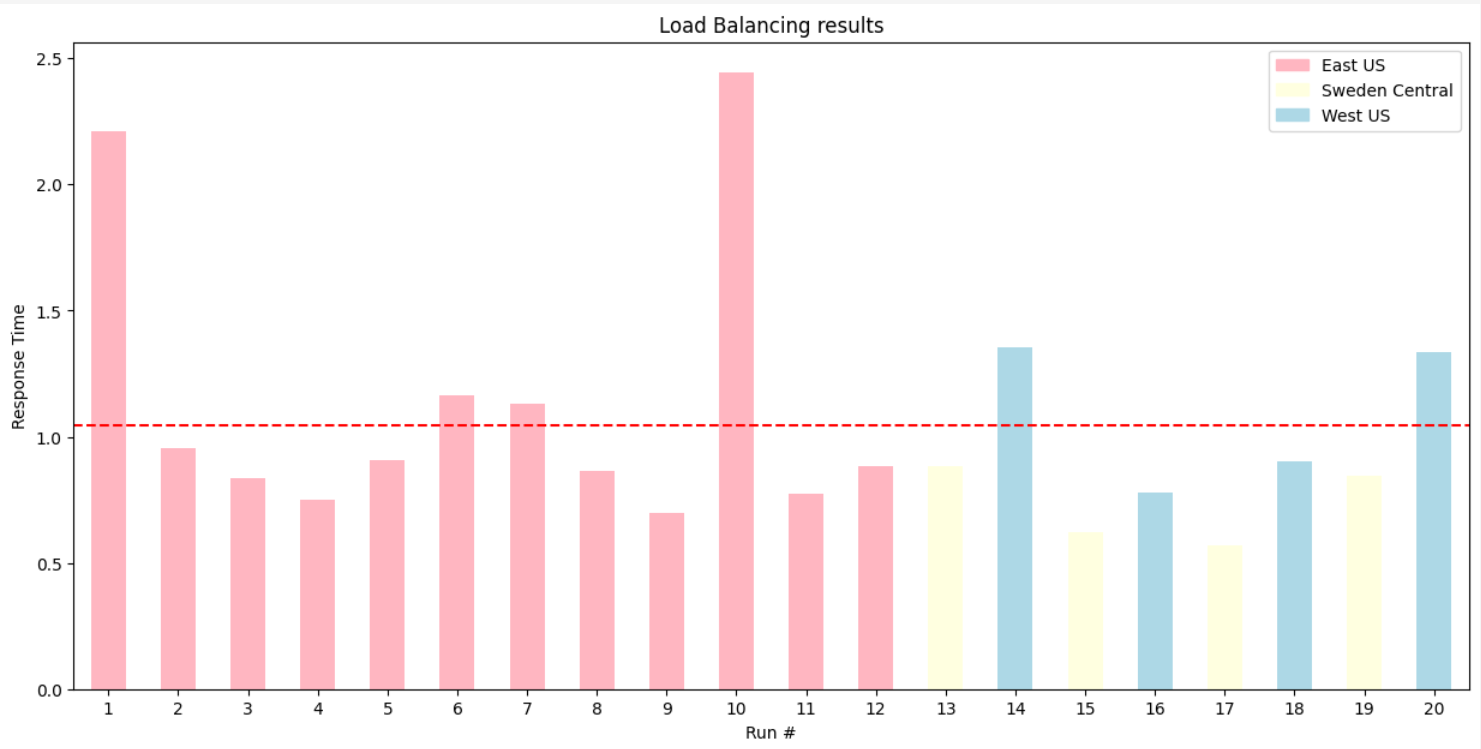 Load Balancing results
East US
Sweden Central
West US
Response Time
2.5
2.0
1.5
1.0
0.5
0.0
1 2 3 4 5 6 7 8 9 10 11 12 13 14 15 16 17 18 19 20
Run #